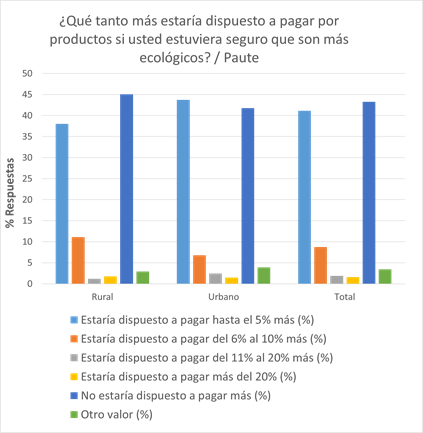 ¿Qué tanto más estaría dispuesto a pagar por
productos si usted estuviera seguro que son más
ecológicos? / Paute
50
45
40
35
30
25
20
15
10
5
0
% Respuestas
Rural
Urbano
Total
Estaría dispuesto a pagar hasta el 5% más (%)
Estaría dispuesto a pagar del 6% al 10% más (%)
Estaría dispuesto a pagar del 11% al 20% más (%)
Estaría dispuesto a pagar más del 20% (%)
No estaría dispuesto a pagar más (%)
Otro valor (%)